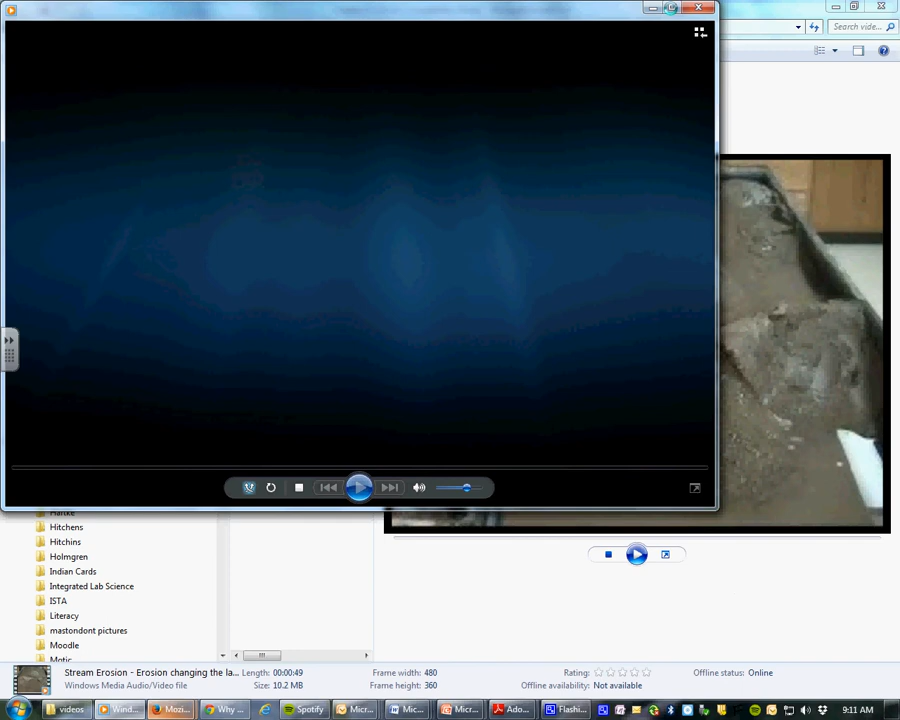 Search vide...
Hartke
Hitchens
Hitchins
Holmgren
Indian Cards
Integrated Lab Science
ISTA
Literacy
mastondont pictures
Moodle
Motic
Stream Erosion - Erosion changing the la... Length: 00:00:49 Frame width: 480 Rating: Offline status: Online
Windows Media Audio/Video file Size: 10.2 MB Frame height: 360 Offline availability: Not available
videos Wind... Mozi... Why ... Spotify Micr... Mic... Micr... Ado... Flashi... 9:11 AM